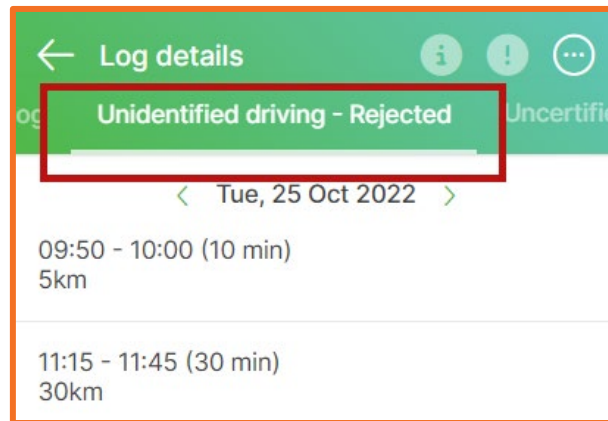 Log details
Unidentified driving - Rejected
Tue, 25 Oct 2022
09:50 - 10:00 (10 min)
5km
11:15 - 11:45 (30 min)
30km